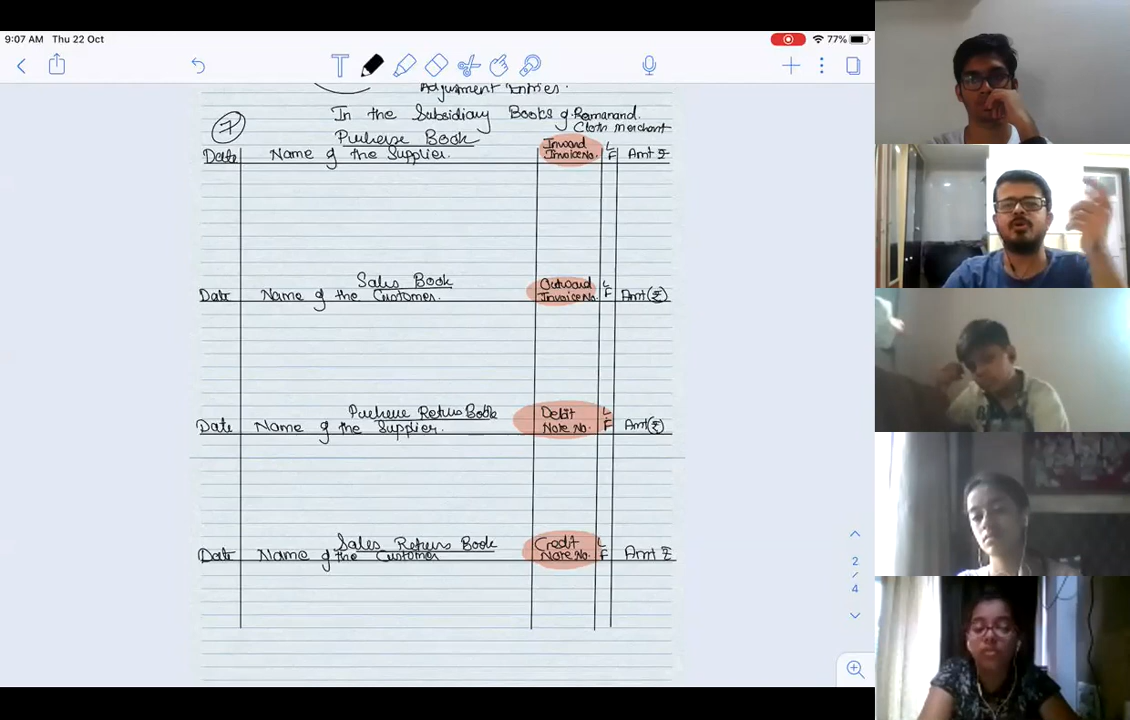 9:07 AM Thu 22 Oct
77%
T
Adjusment Entries.
7
In the Subsidiary Books of Ramanand.
Cloth Merchant
Purchase Book
Date Name of the Supplier. Inward Invoice No. L F Amt ₹
Sales Book
Date Name of the Customer. Outward Invoice No. L F Amt (₹)
Purchase Return Book
Date Name of the Supplier. Debit Note No. L F Amt (₹)
Sales Return Book
Date Name of the Customer Credit Note No. L F Amt ₹
2
/
4